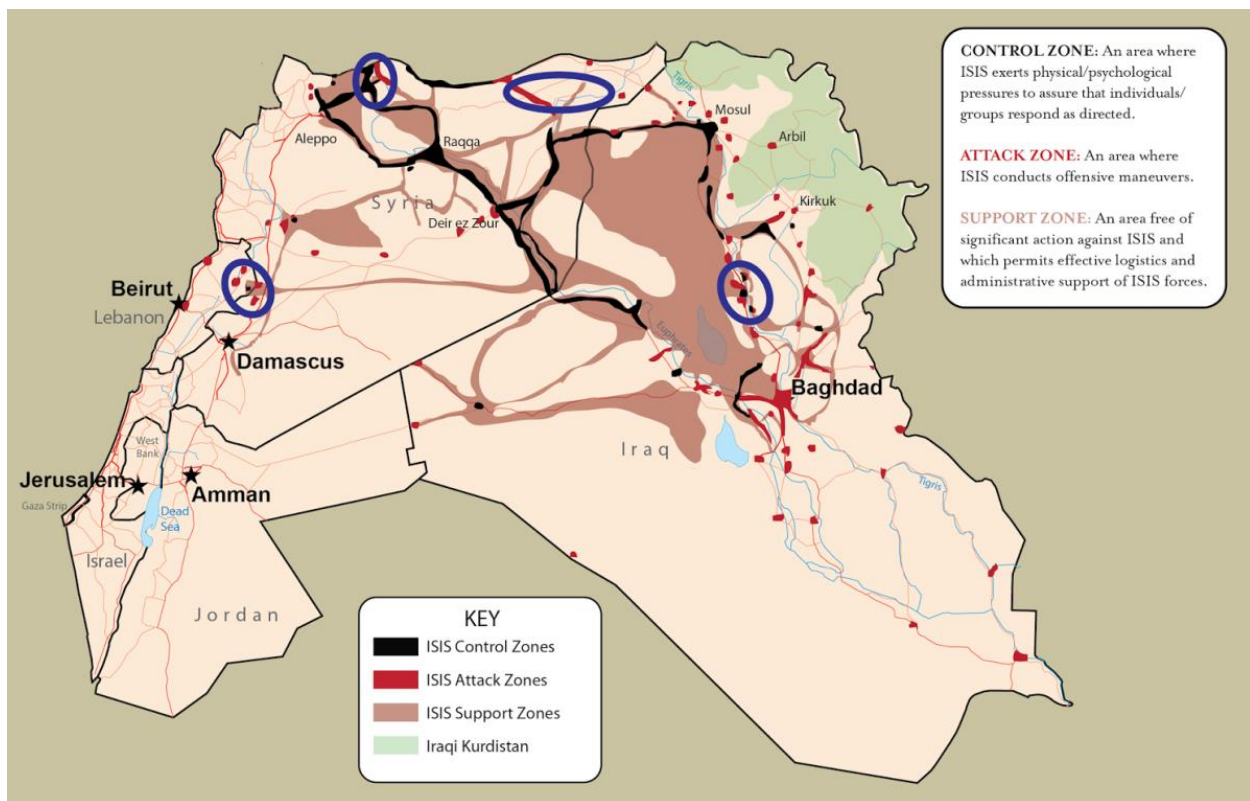 CONTROL ZONE: An area where
ISIS exerts physical/psychological
pressures to assure that individuals/
groups respond as directed.
ATTACK ZONE: An area where
ISIS conducts offensive maneuvers.
SUPPORT ZONE: An area free of
significant action against ISIS and
which permits effective logistics and
administrative support of ISIS forces.
Tigris
Mosul
Aleppo
Raqqa
Arbil
Syria
Kirkuk
Deir ez Zour
Beirut
Lebanon
Euphrates
Damascus
Baghdad
West
Bank
Iraq
Jerusalem
Amman
Tigris
Gaza Strip
Dead
Sea
Israel
Jordan
KEY
ISIS Control Zones
ISIS Attack Zones
ISIS Support Zones
Iraqi Kurdistan